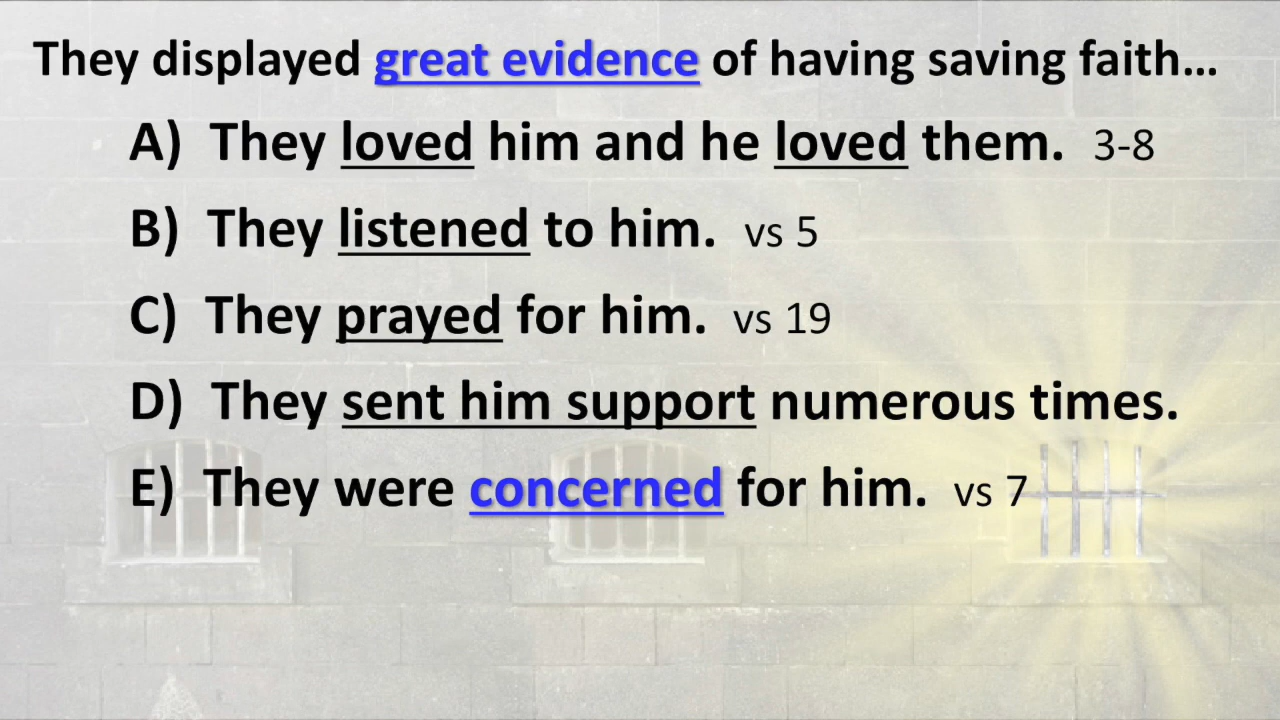 They displayed great evidence of having saving faith...
A) They loved him and he loved them. 3-8
B) They listened to him. vs 5
C) They prayed for him. vs 19
D) They sent him support numerous times.
E) They were concerned for him. vs 7